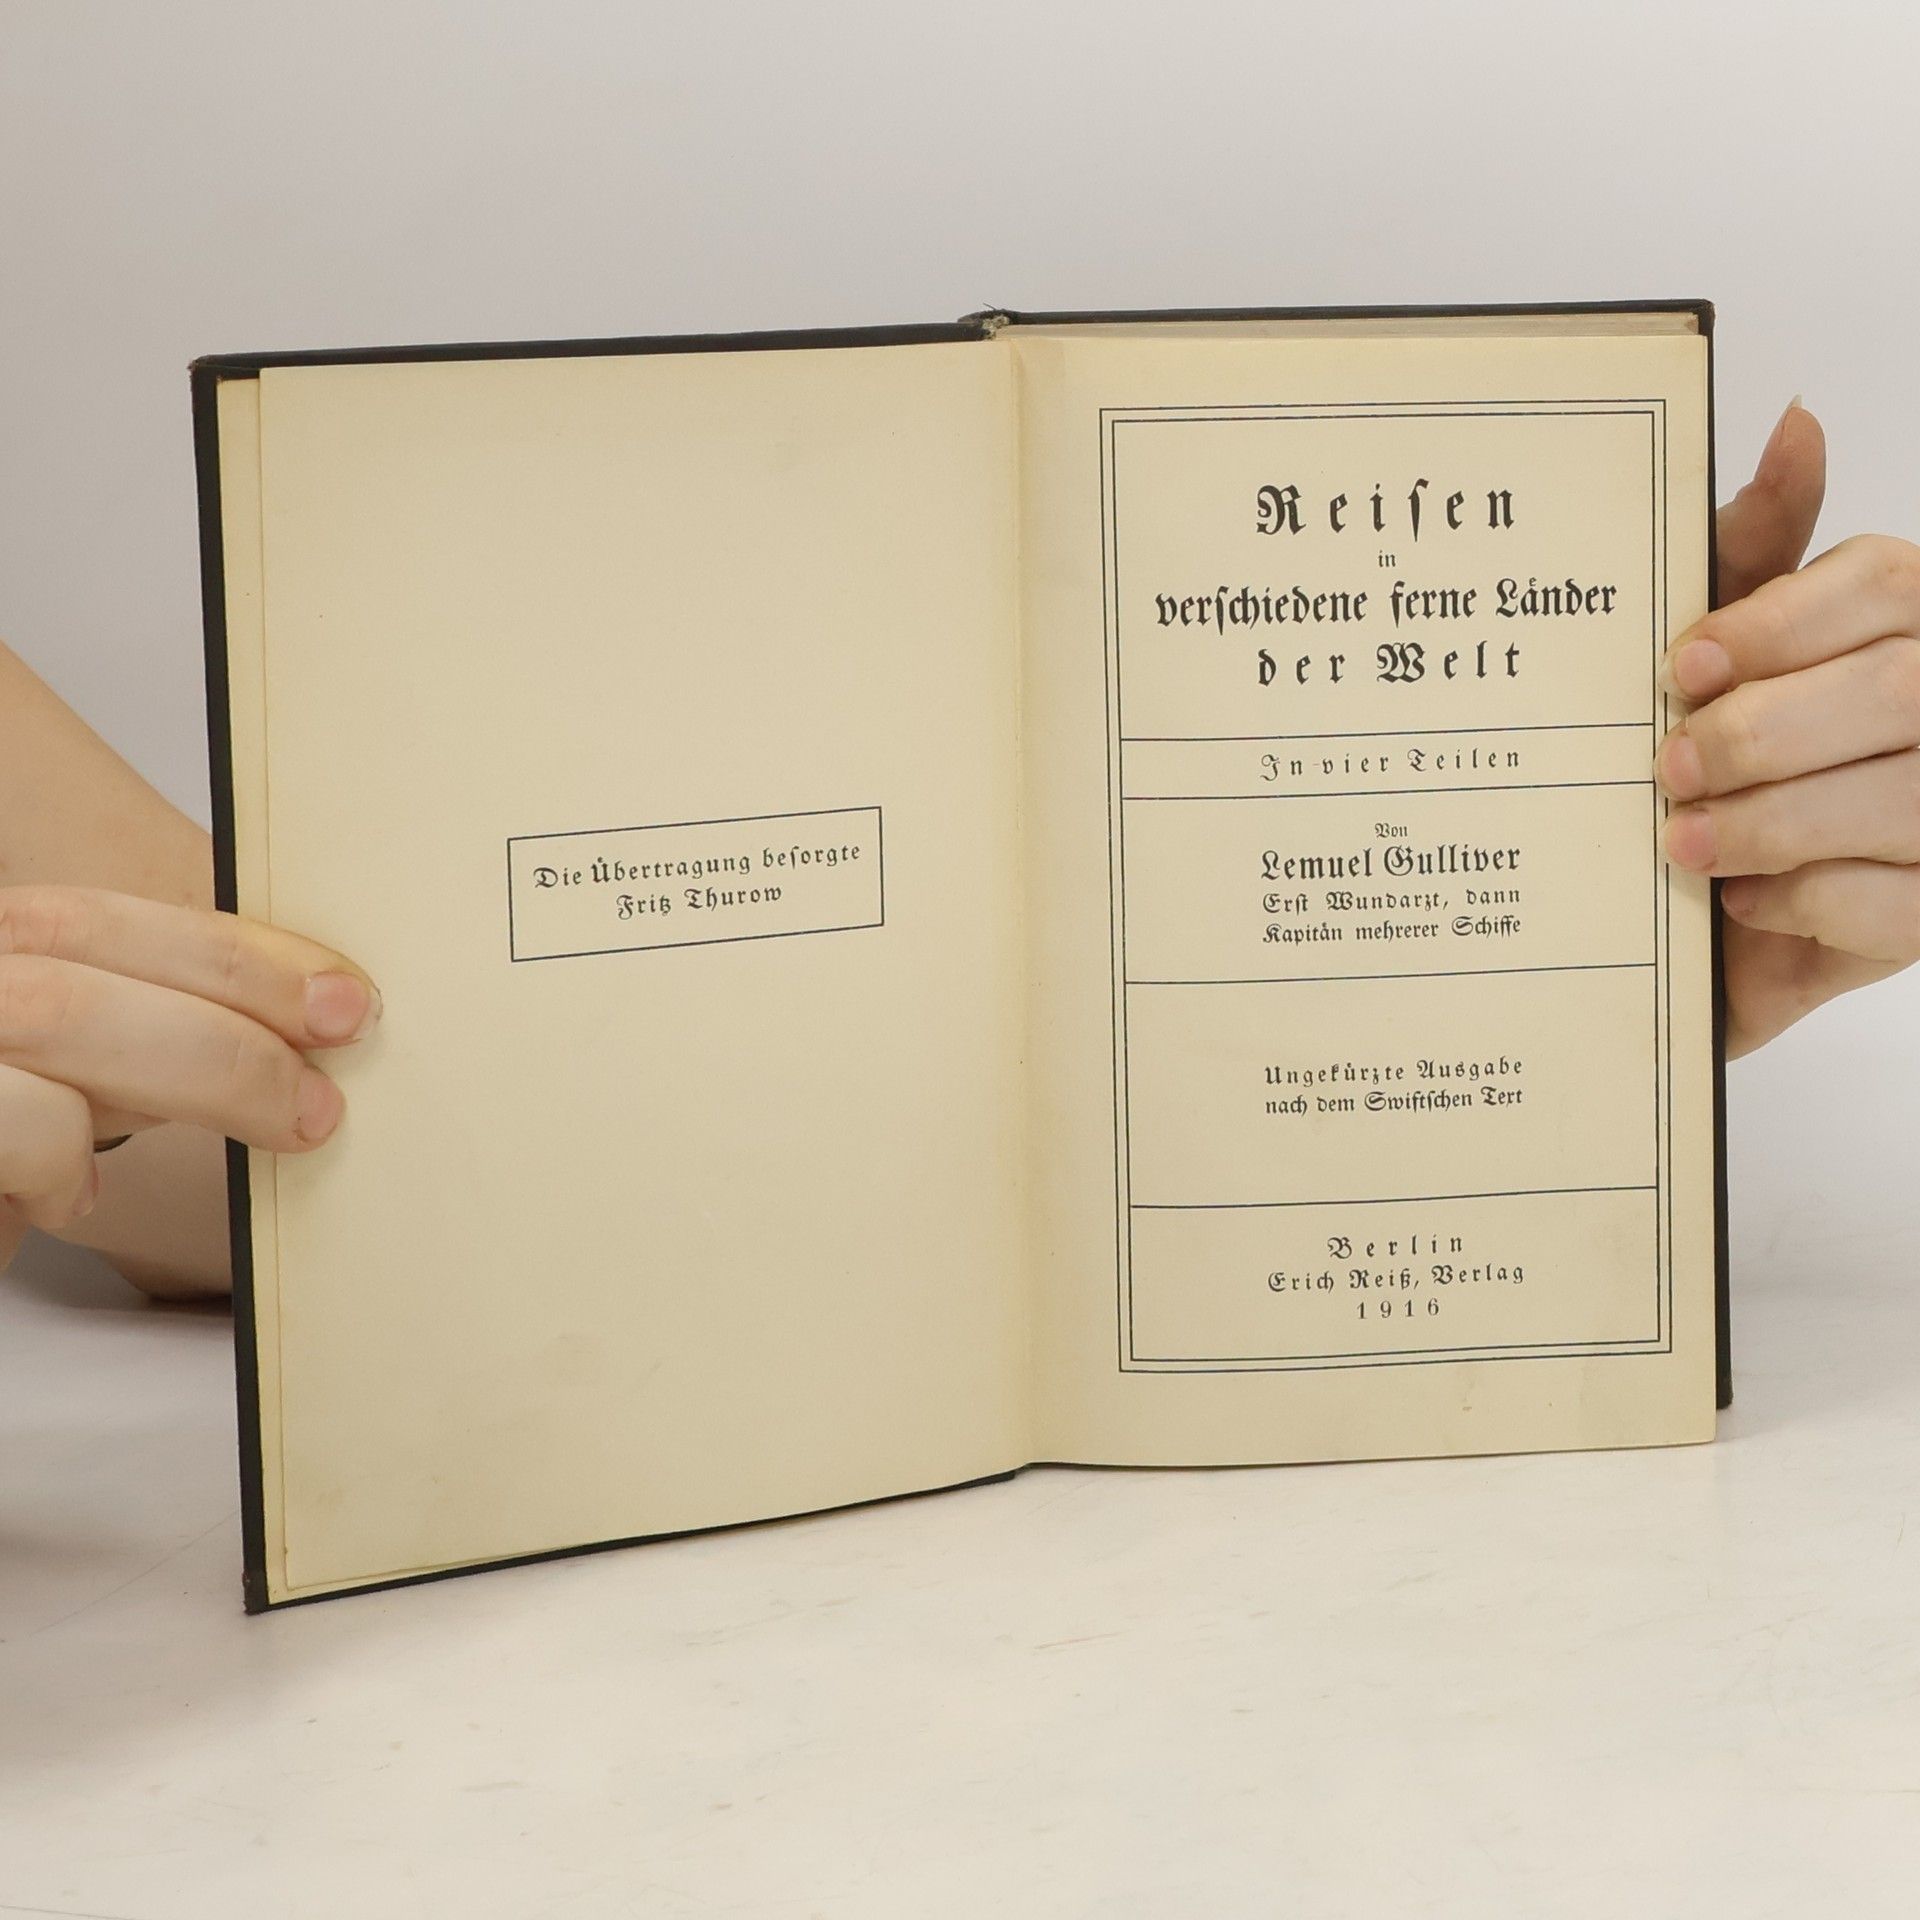 Die Übertragung beſorgte
Fritz Thurow
Reiſen
in
verſchiedene ferne Länder
der Welt
In vier Teilen
Von
Lemuel Gulliver
Erſt Wundarzt, dann
Kapitän mehrerer Schiffe
Ungekürzte Ausgabe
nach dem Swiftſchen Text
Berlin
Erich Reiß, Verlag
1916